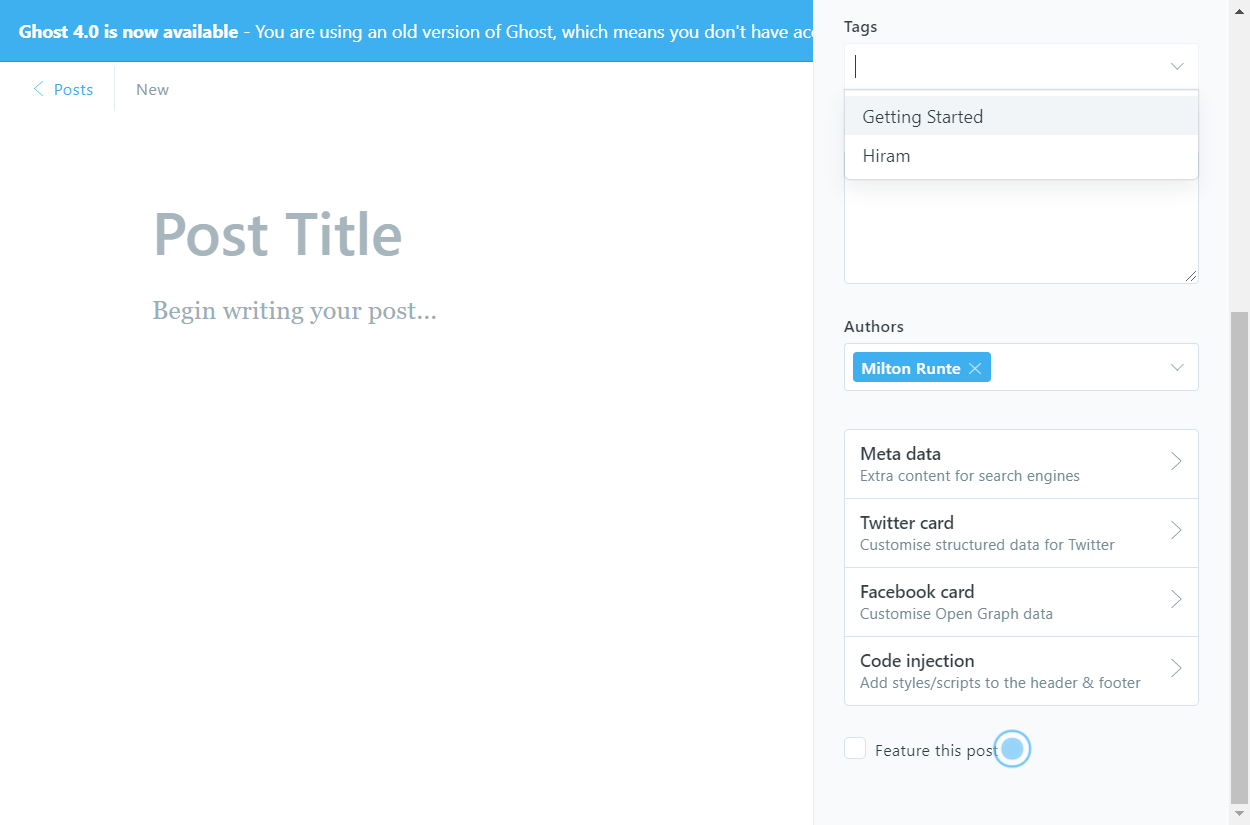 Ghost 4.0 is now available - You are using an old version of Ghost, which means you don't have
Posts
New
Post Title
Begin writing your post...
Tags
Getting Started
Hiram
Authors
Milton Runte
Meta data
Extra content for search engines
Twitter card
Customise structured data for Twitter
Facebook card
Customise Open Graph data
Code injection
Add styles/scripts to the header & footer
Feature this post